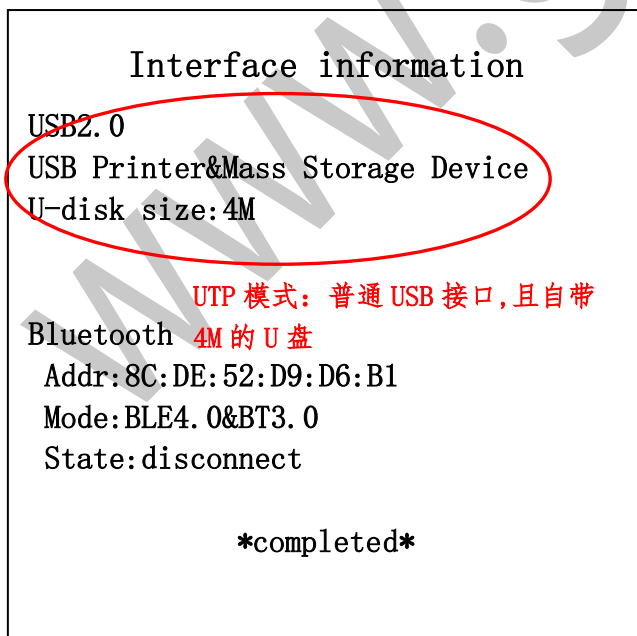 Interface information
USB2.0
USB Printer&Mass Storage Device
U-disk size:4M
UTP 模式：普通 USB 接口,且自带
4M 的 U 盘
Bluetooth
Addr:8C:DE:52:D9:D6:B1
Mode:BLE4.0&BT3.0
State:disconnect
*completed*
www.